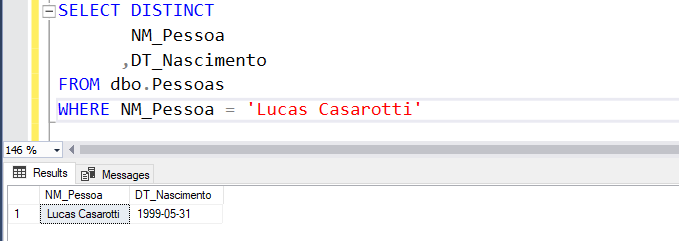 SELECT DISTINCT
NM_Pessoa
,DT_Nascimento
FROM dbo.Pessoas
WHERE NM_Pessoa = 'Lucas Casarotti'
146 %
Results Messages
NM_Pessoa DT_Nascimento
1 Lucas Casarotti 1999-05-31